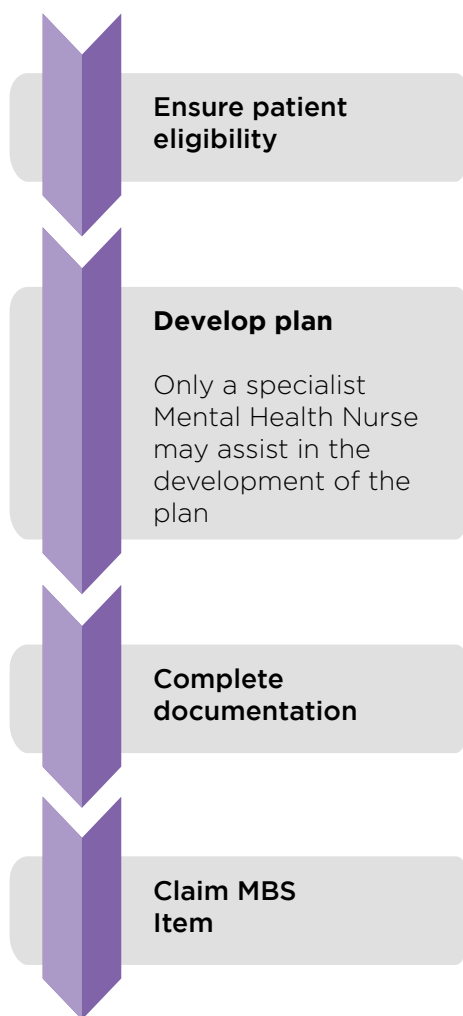 Ensure patient
eligibility
Develop plan
Only a specialist
Mental Health Nurse
may assist in the
development of the
plan
Complete
documentation
Claim MBS
Item